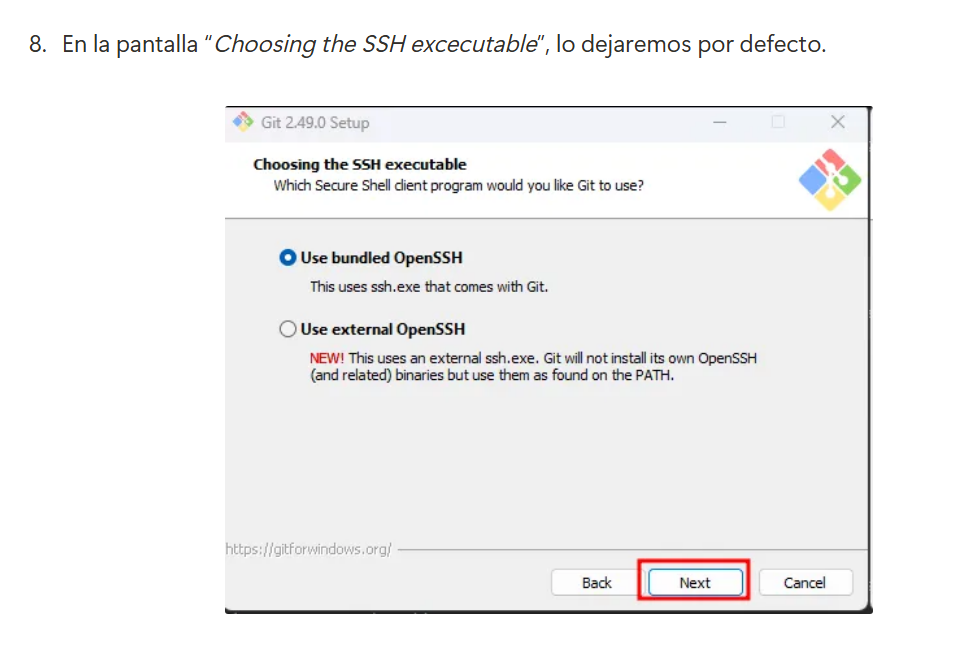 8. En la pantalla “Choosing the SSH excecutable”, lo dejaremos por defecto.
Git 2.49.0 Setup
Choosing the SSH executable
Which Secure Shell client program would you like Git to use?
Use bundled OpenSSH
This uses ssh.exe that comes with Git.
Use external OpenSSH
NEW! This uses an external ssh.exe. Git will not install its own OpenSSH
(and related) binaries but use them as found on the PATH.
https://gitforwindows.org/
Back Next Cancel